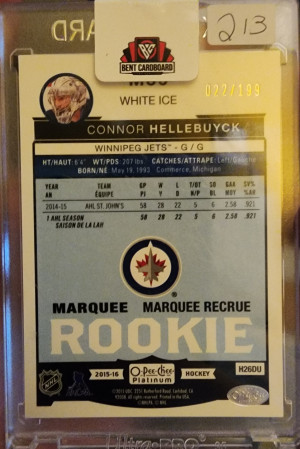 213
BENT CARDBOARD
WHITE ICE
022/199
CONNOR HELLEBUYCK
WINNIPEG JETS - G / G
HT/HAUT: 6'4" WT/PDS: 207 lbs. CATCHES/ATTRAPE: Left/Gauche
BORN/NÉ: May 19, 1993 Commerce, Michigan
YEAR TEAM GP W L T/OT SO GAA SV%
AN ÉQUIPE PJ V D N/P BL MOY %AR
2014-15 AHL ST. JOHN'S 58 28 22 5 6 2.58 .921
1 AHL SEASON 58 28 22 5 6 2.58 .921
SAISON DE LA LAH
MARQUEE MARQUEE RECRUE
®
ROOKIE
NHL
2015-16 O-Pee-Chee HOCKEY
Platinum
H26DU